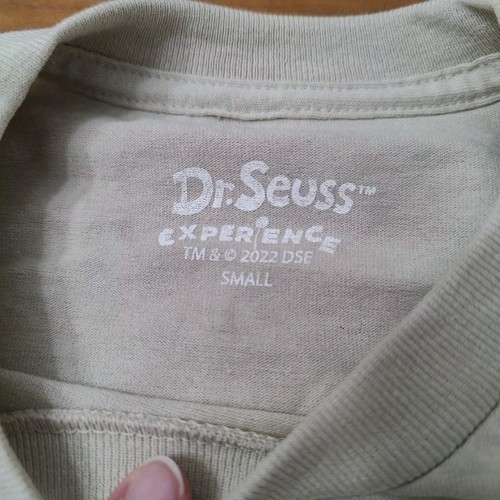 Dr. Seuss™
EXPERIENCE
TM & © 2022 DSE
SMALL